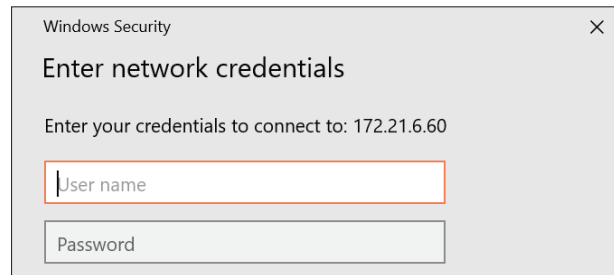 Windows Security
Enter network credentials
Enter your credentials to connect to: 172.21.6.60
User name
Password